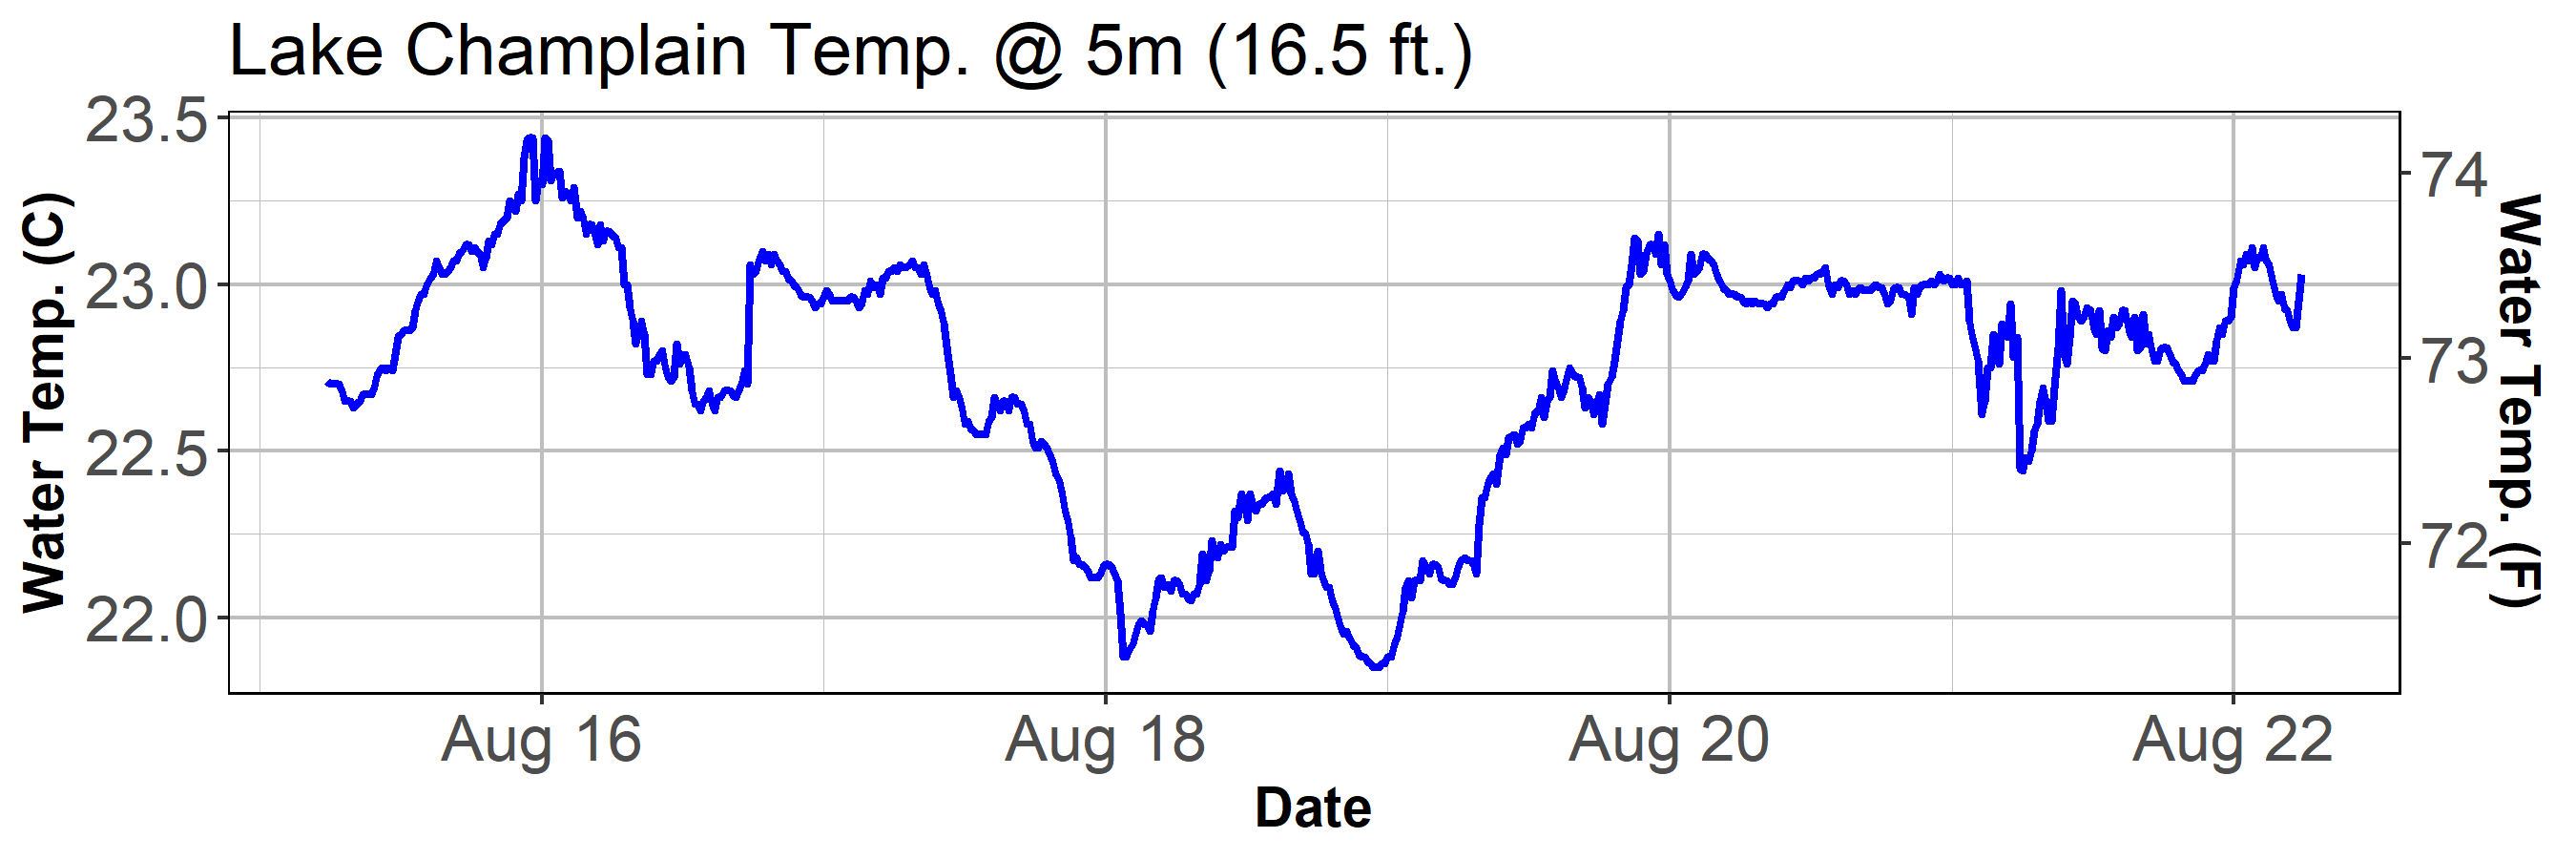 Lake Champlain Temp. @ 5m (16.5 ft.)
Water Temp. (C)
23.5
23.0
22.5
22.0
74
73
72
Water Temp. (F)
Aug 16
Aug 18
Aug 20
Aug 22
Date